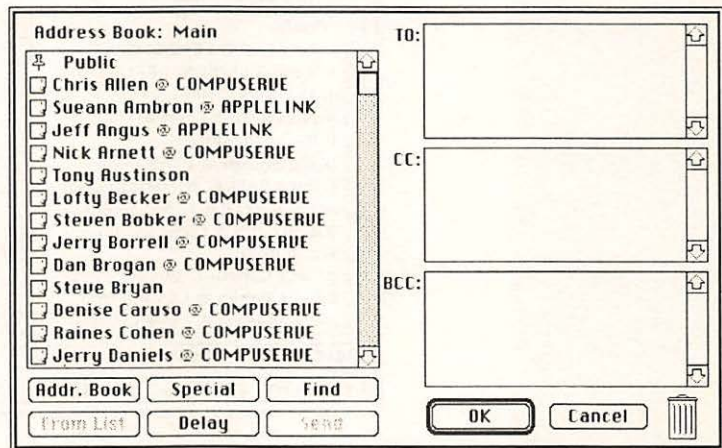 Address Book: Main
Public
Chris Allen @ COMPUSERVE
Sueann Ambron @ APPLELINK
Jeff Angus @ APPLELINK
Nick Arnett @ COMPUSERVE
Tony Austinson
Lofty Becker @ COMPUSERVE
Steven Bobker @ COMPUSERVE
Jerry Borrell @ COMPUSERVE
Dan Brogan @ COMPUSERVE
Steve Bryan
Denise Caruso @ COMPUSERVE
Raines Cohen @ COMPUSERVE
Jerry Daniels @ COMPUSERVE
Addr. Book Special Find
From List Delay Send
TO:
CC:
BCC:
OK Cancel